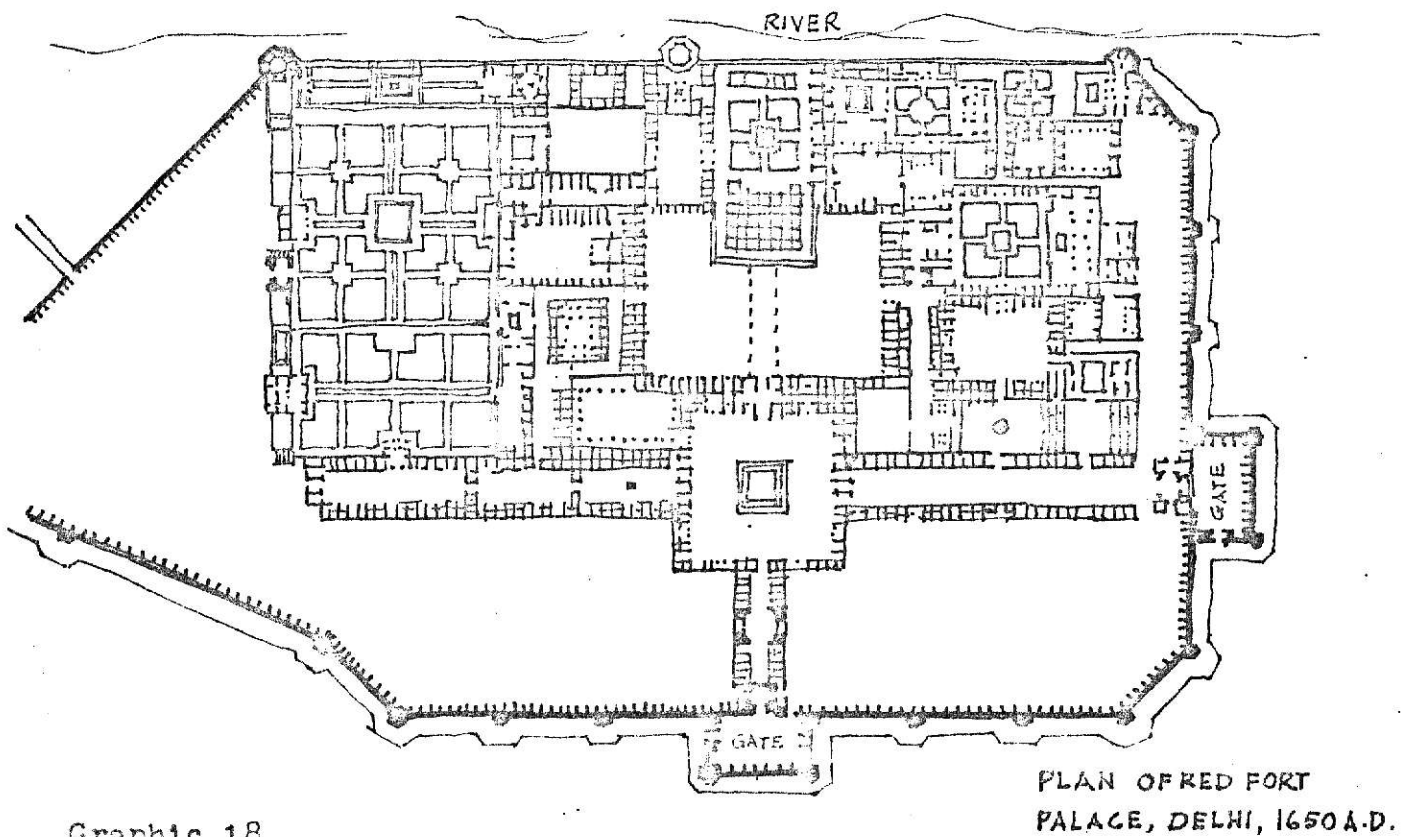 RIVER
GATE
GATE
PLAN OF RED FORT
PALACE, DELHI, 1650 A.D.
Graphic 18